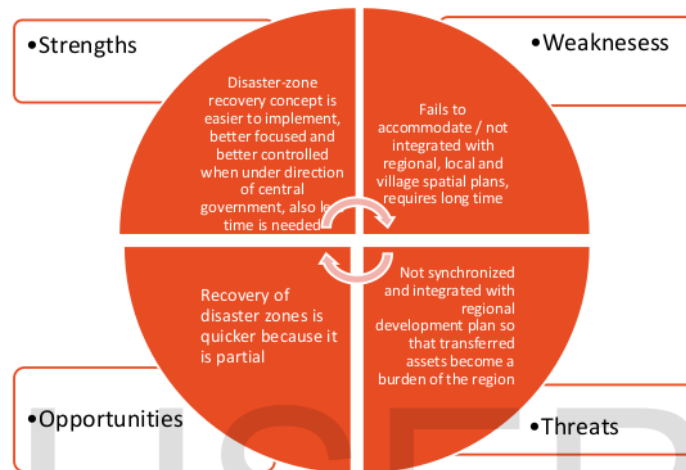 •Strengths
•Weaknesess
Disaster-zone
recovery concept is
easier to implement,
better focused and
better controlled
when under direction
of central
government, also
time is needed
Fails to
accommodate / not
integrated with
regional, local and
village spatial plans,
requires long time
Recovery of
disaster zones is
quicker because it
is partial
Not synchronized
and integrated with
regional
development plan so
that transferred
assets become a
burden of the region
•Opportunities
•Threats